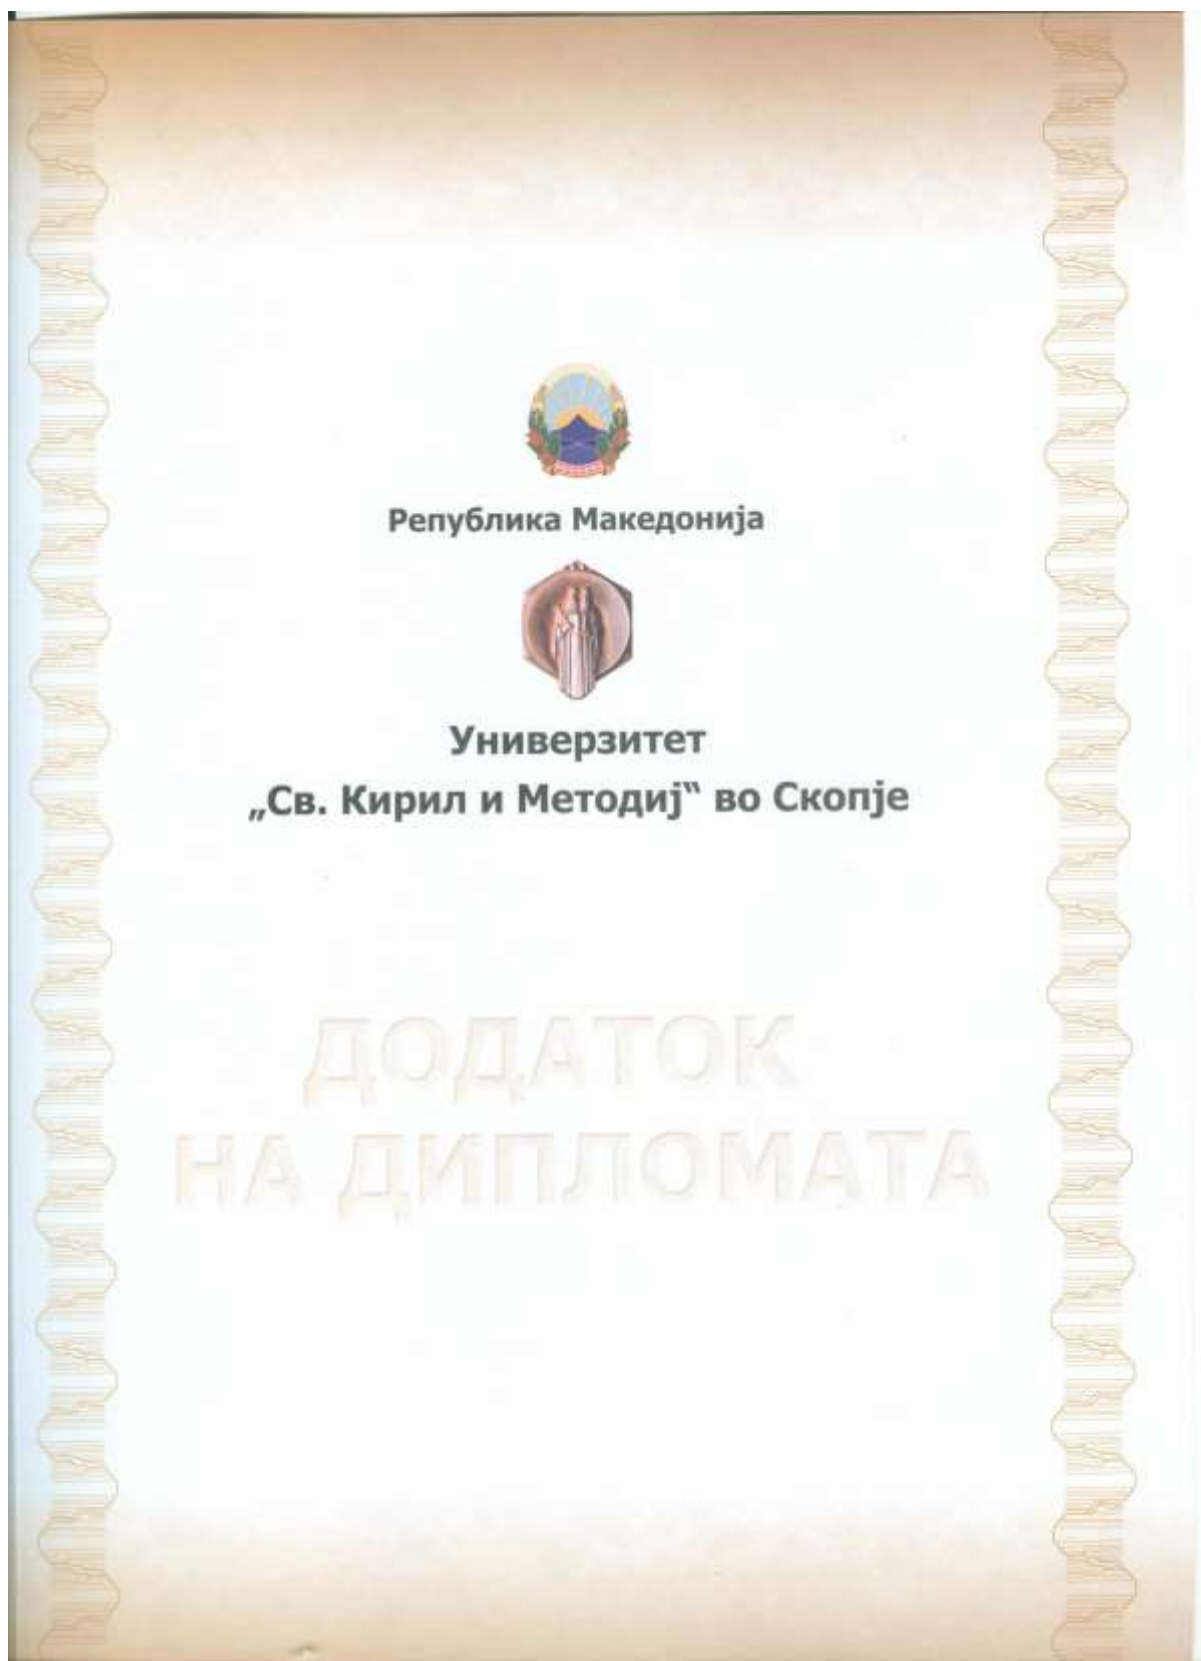 Република Македонија
Универзитет
„Св. Кирил и Методиј“ во Скопје
ДОДАТОК
НА ДИПЛОМАТА